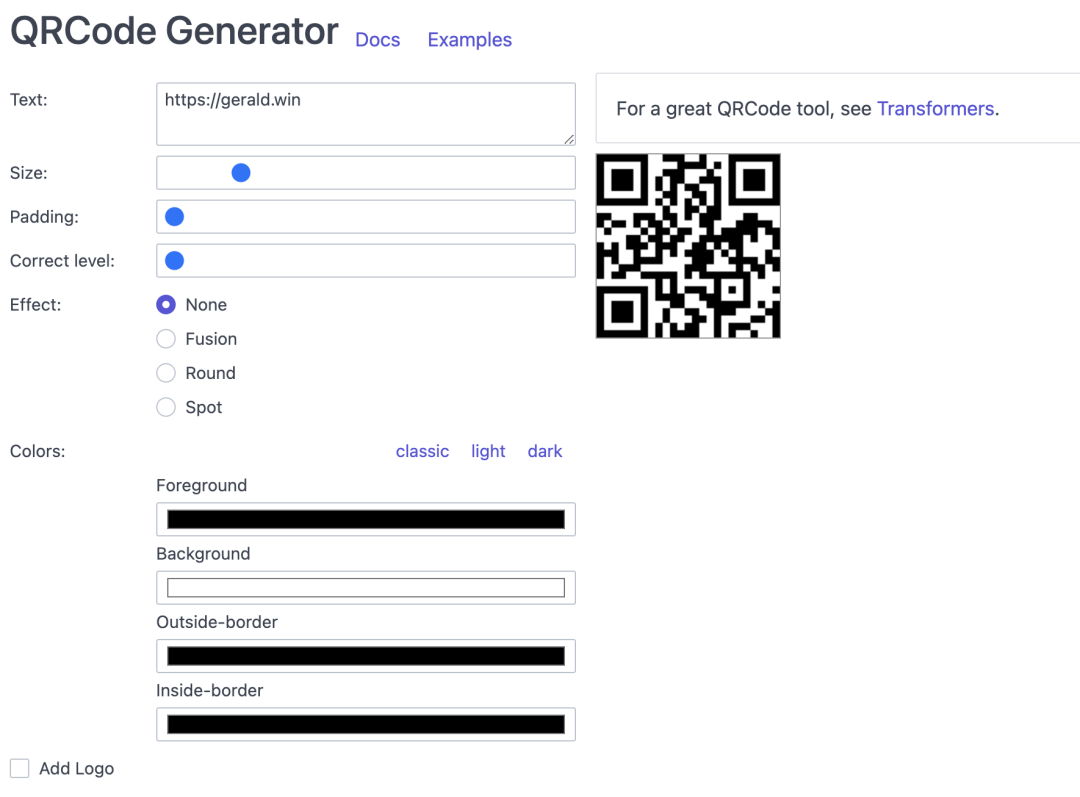 QRCode Generator Docs Examples
Text: https://gerald.win
For a great QRCode tool, see Transformers.
Size:
Padding:
Correct level:
Effect: None
Fusion
Round
Spot
Colors: classic light dark
Foreground
Background
Outside-border
Inside-border
Add Logo